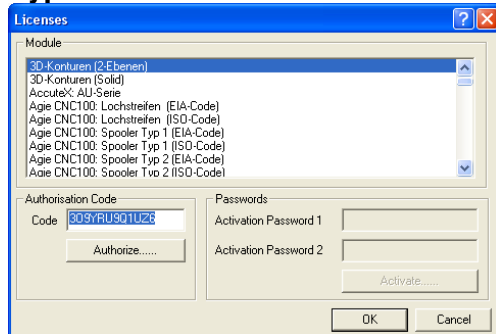 Licenses
Module
3D-Konturen (2-Ebenen)
3D-Konturen (Solid)
AccuteX: AU-Serie
Agie CNC100: Lochstreifen (EIA-Code)
Agie CNC100: Lochstreifen (ISO-Code)
Agie CNC100: Spooler Typ 1 (EIA-Code)
Agie CNC100: Spooler Typ 1 (ISO-Code)
Agie CNC100: Spooler Typ 2 (EIA-Code)
Agie CNC100: Spooler Typ 2 (ISO-Code)
Authorisation Code
Code 3O9YRU9Q1UZ6
Authorize......
Passwords
Activation Password 1
Activation Password 2
Activate......
OK Cancel